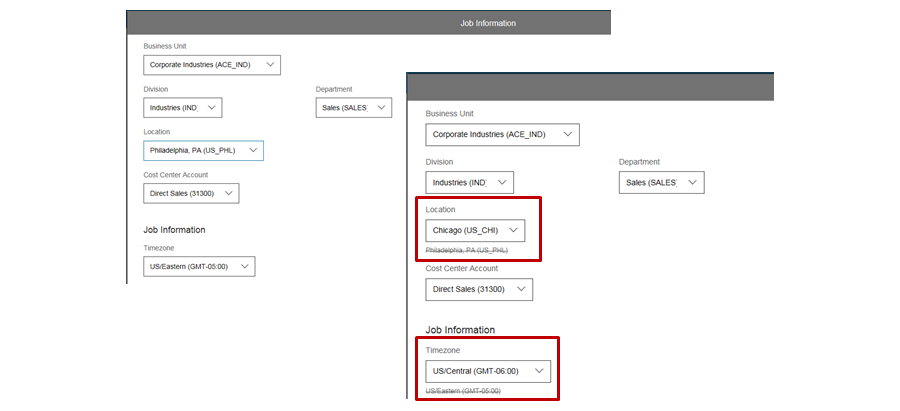 Job Information
Business Unit
Corporate Industries (ACE_IND)
Division
Department
Industries (IND)
Sales (SALES)
Location
Philadelphia, PA (US_PHL)
Cost Center Account
Direct Sales (31300)
Job Information
Timezone
US/Eastern (GMT-05:00)
Business Unit
Corporate Industries (ACE_IND)
Division
Department
Industries (IND)
Sales (SALES)
Location
Chicago (US_CHI)
Philadelphia, PA (US_PHL)
Cost Center Account
Direct Sales (31300)
Job Information
Timezone
US/Central (GMT-06:00)
US/Eastern (GMT-05:00)